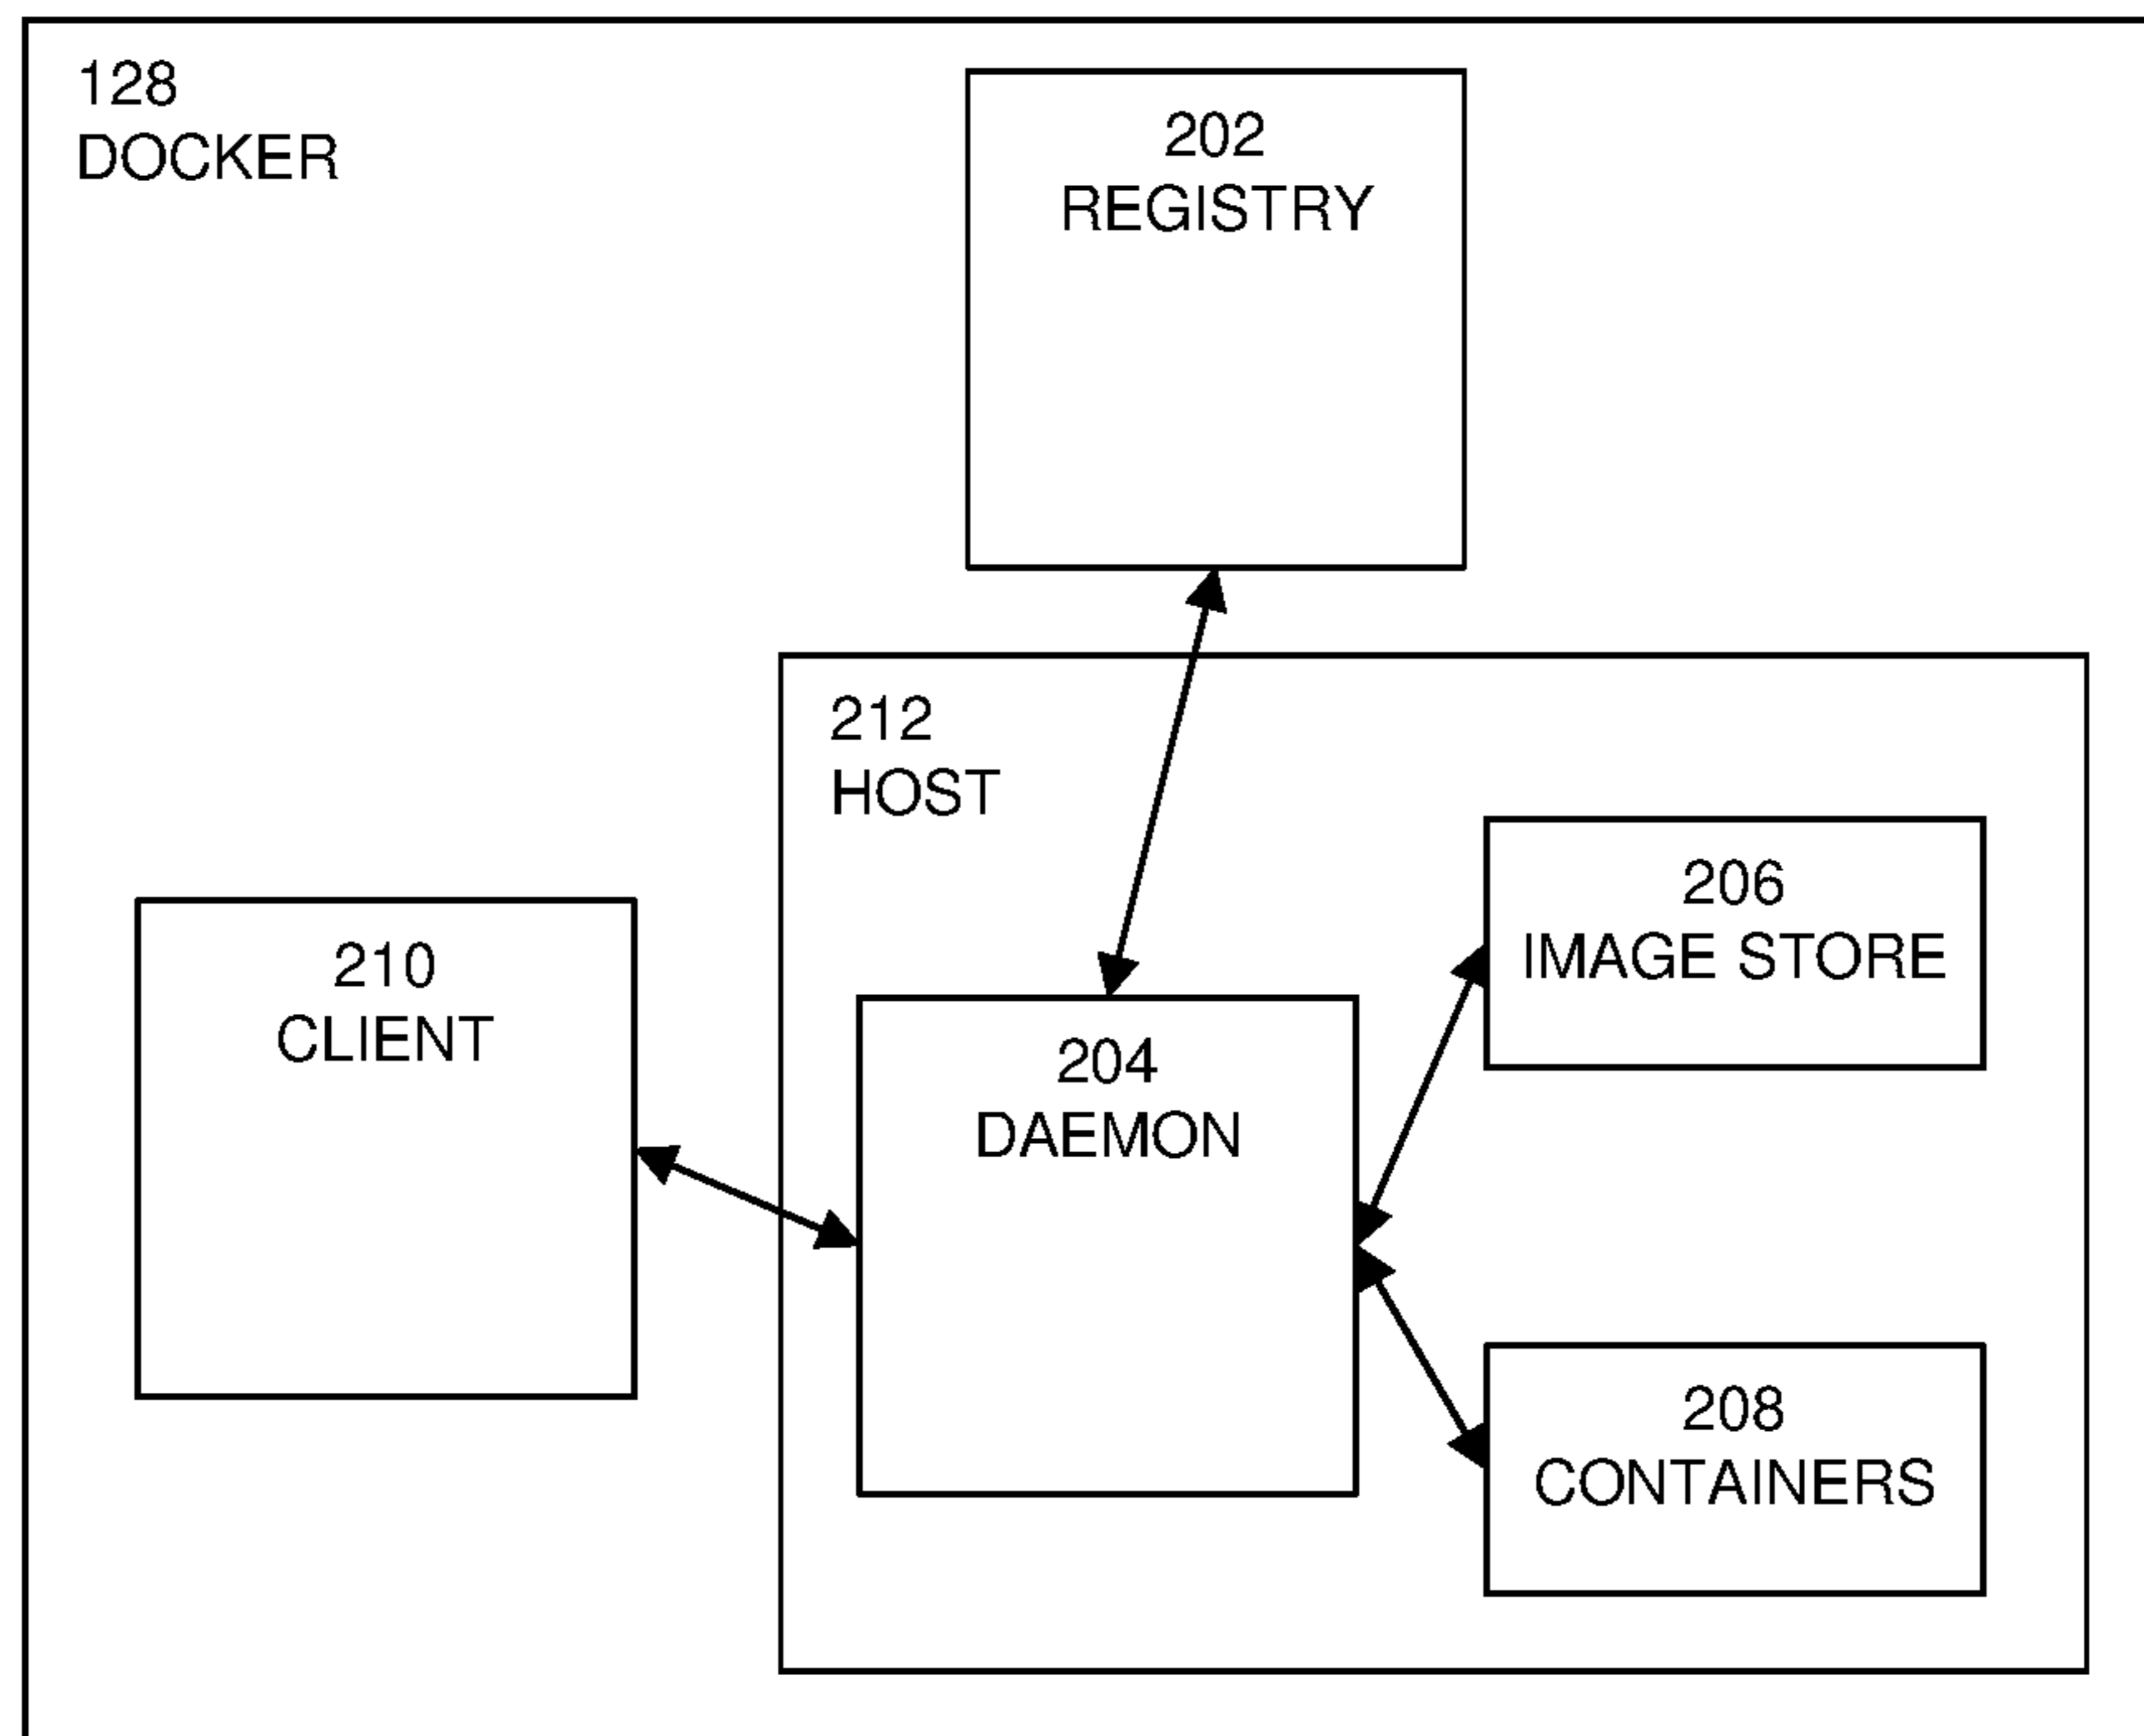 128
DOCKER
202
REGISTRY
212
HOST
206
IMAGE STORE
210
CLIENT
204
DAEMON
208
CONTAINERS